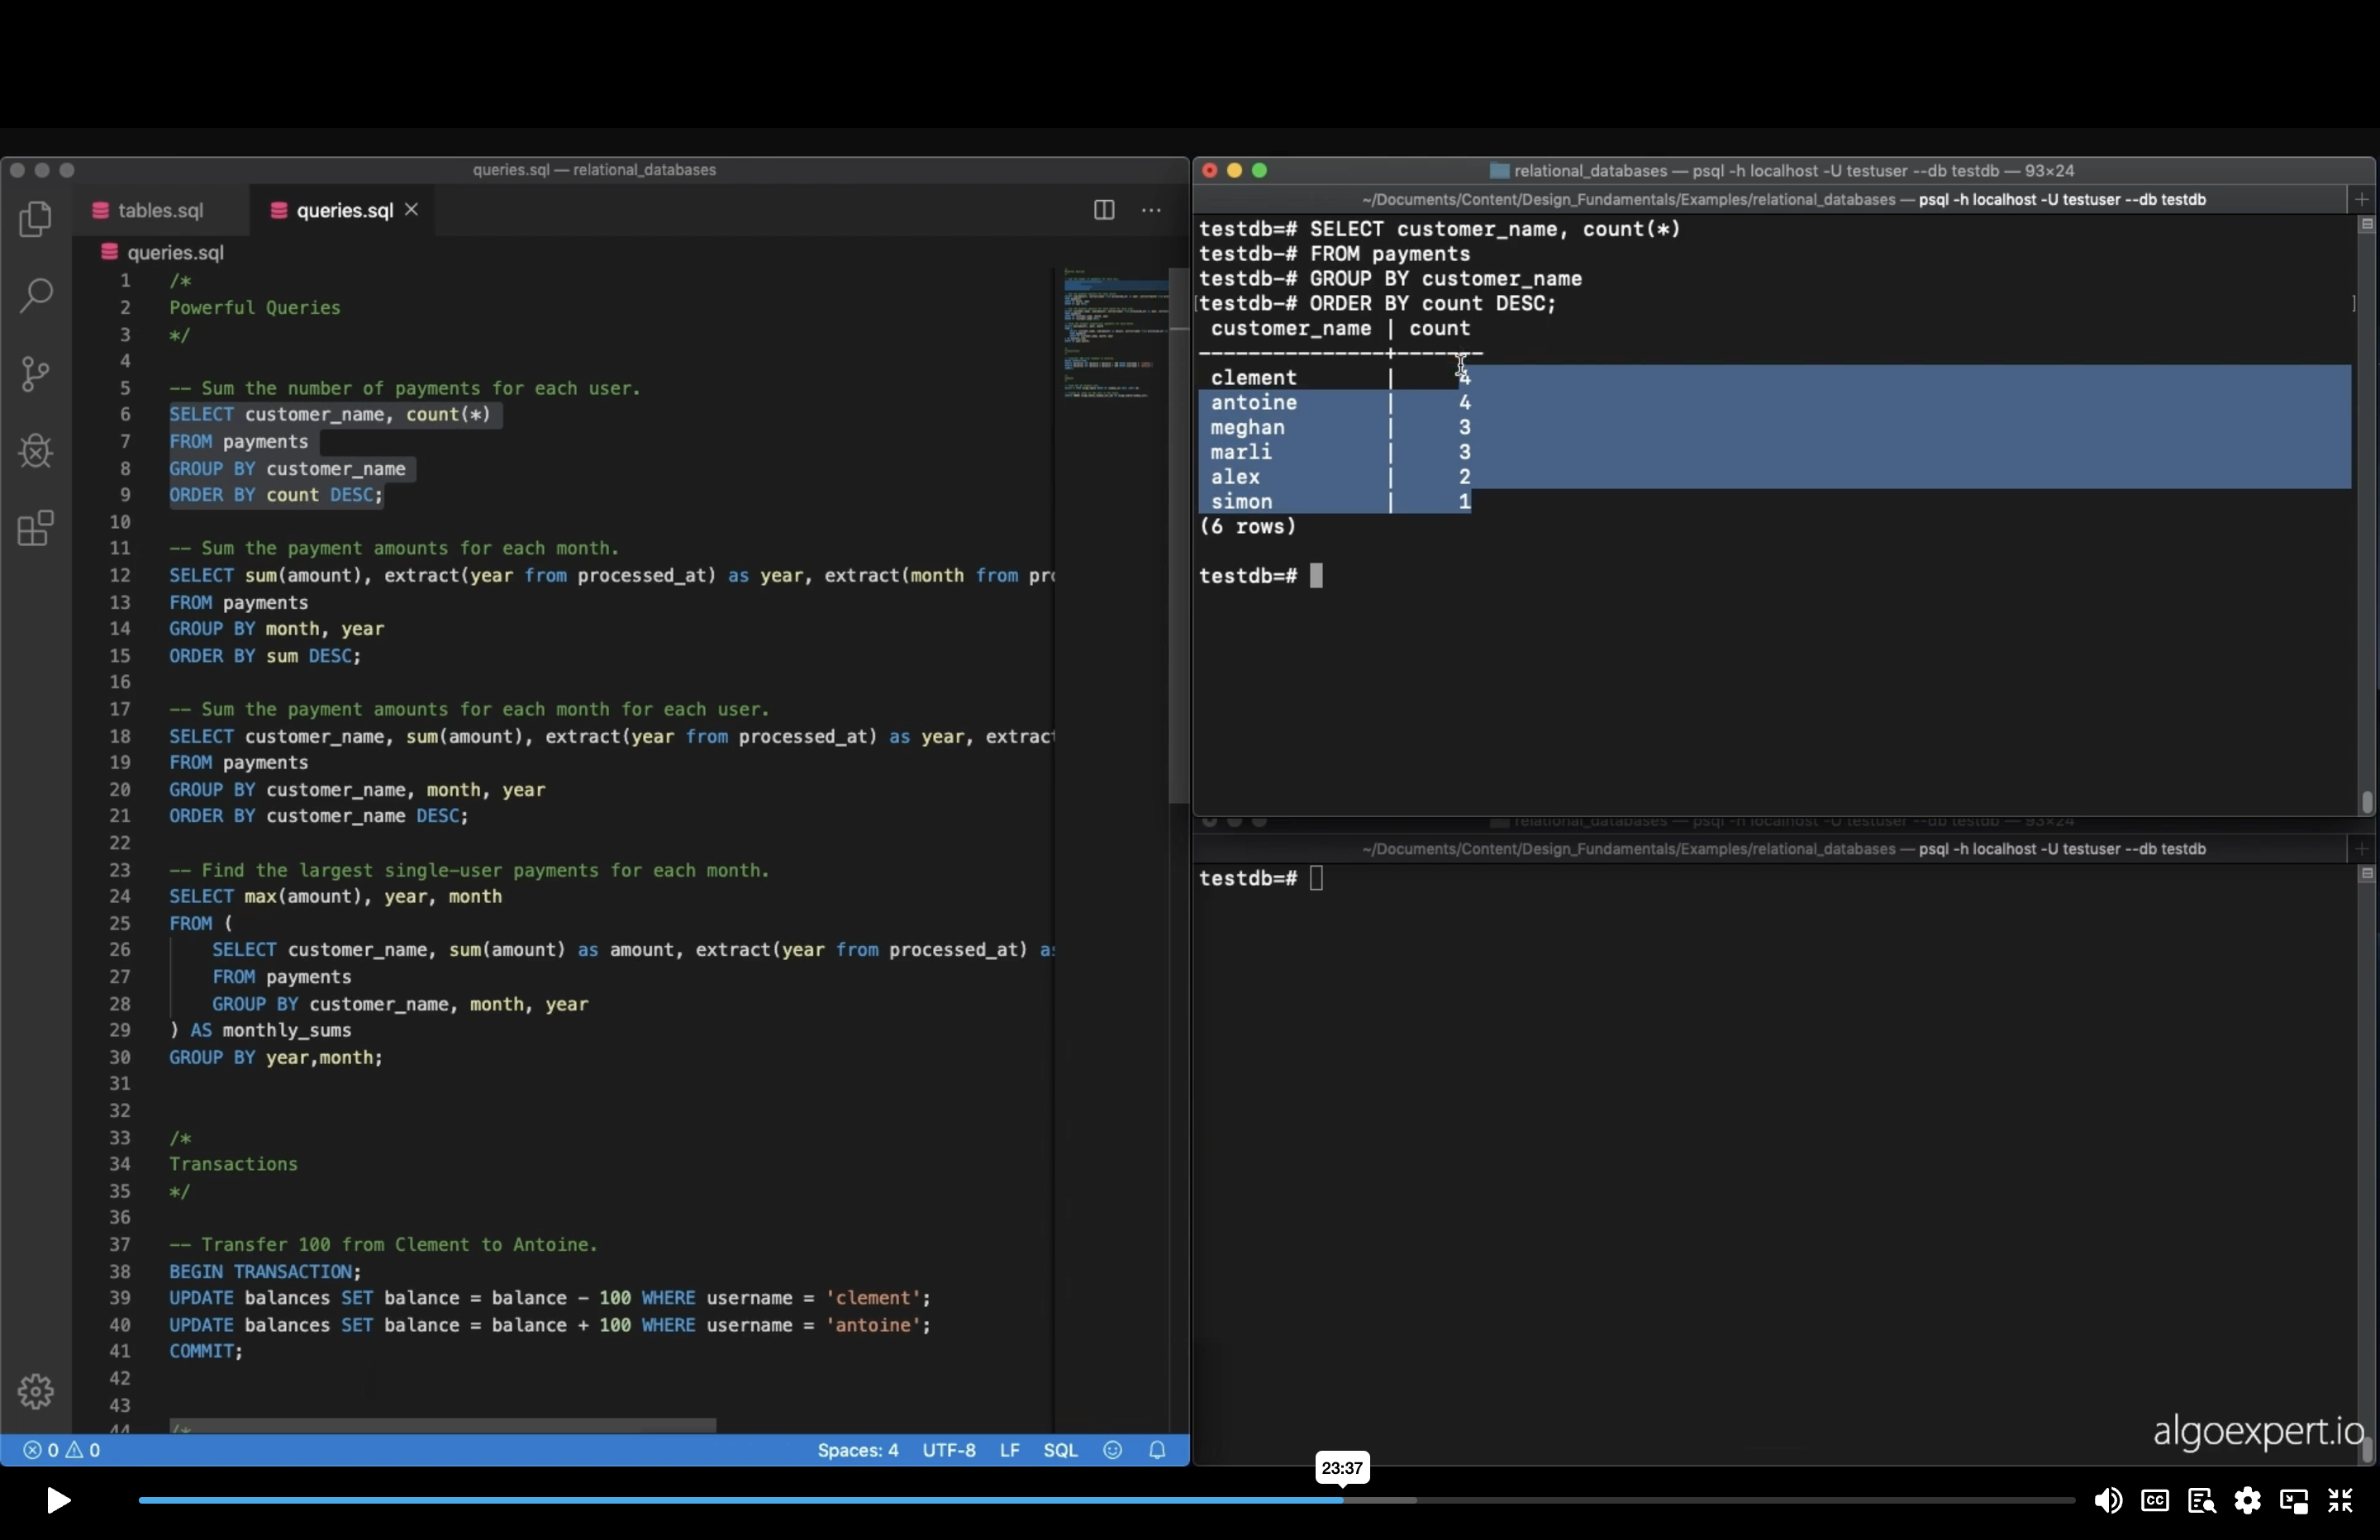 queries.sql — relational_databases
tables.sql
queries.sql
queries.sql
1 /*
2 Powerful Queries
3 */
4
5 -- Sum the number of payments for each user.
6 SELECT customer_name, count(*)
7 FROM payments
8 GROUP BY customer_name
9 ORDER BY count DESC;
10
11 -- Sum the payment amounts for each month.
12 SELECT sum(amount), extract(year from processed_at) as year, extract(month from pro
13 FROM payments
14 GROUP BY month, year
15 ORDER BY sum DESC;
16
17 -- Sum the payment amounts for each month for each user.
18 SELECT customer_name, sum(amount), extract(year from processed_at) as year, extract
19 FROM payments
20 GROUP BY customer_name, month, year
21 ORDER BY customer_name DESC;
22
23 -- Find the largest single-user payments for each month.
24 SELECT max(amount), year, month
25 FROM (
26 SELECT customer_name, sum(amount) as amount, extract(year from processed_at) as
27 FROM payments
28 GROUP BY customer_name, month, year
29 ) AS monthly_sums
30 GROUP BY year,month;
31
32
33 /*
34 Transactions
35 */
36
37 -- Transfer 100 from Clement to Antoine.
38 BEGIN TRANSACTION;
39 UPDATE balances SET balance = balance - 100 WHERE username = 'clement';
40 UPDATE balances SET balance = balance + 100 WHERE username = 'antoine';
41 COMMIT;
42
43
44 /*
0 0
Spaces: 4 UTF-8 LF SQL
relational_databases — psql -h localhost -U testuser --db testdb — 93×24
~/Documents/Content/Design_Fundamentals/Examples/relational_databases — psql -h localhost -U testuser --db testdb
testdb=# SELECT customer_name, count(*)
testdb-# FROM payments
testdb-# GROUP BY customer_name
[testdb-# ORDER BY count DESC; ]
customer_name | count
---------------+-------
clement | 4
antoine | 4
meghan | 3
marli | 3
alex | 2
simon | 1
(6 rows)
testdb=#
relational_databases — psql -h localhost -U testuser --db testdb — 93×24
~/Documents/Content/Design_Fundamentals/Examples/relational_databases — psql -h localhost -U testuser --db testdb
testdb=#
algoexpert.io
23:37
CC